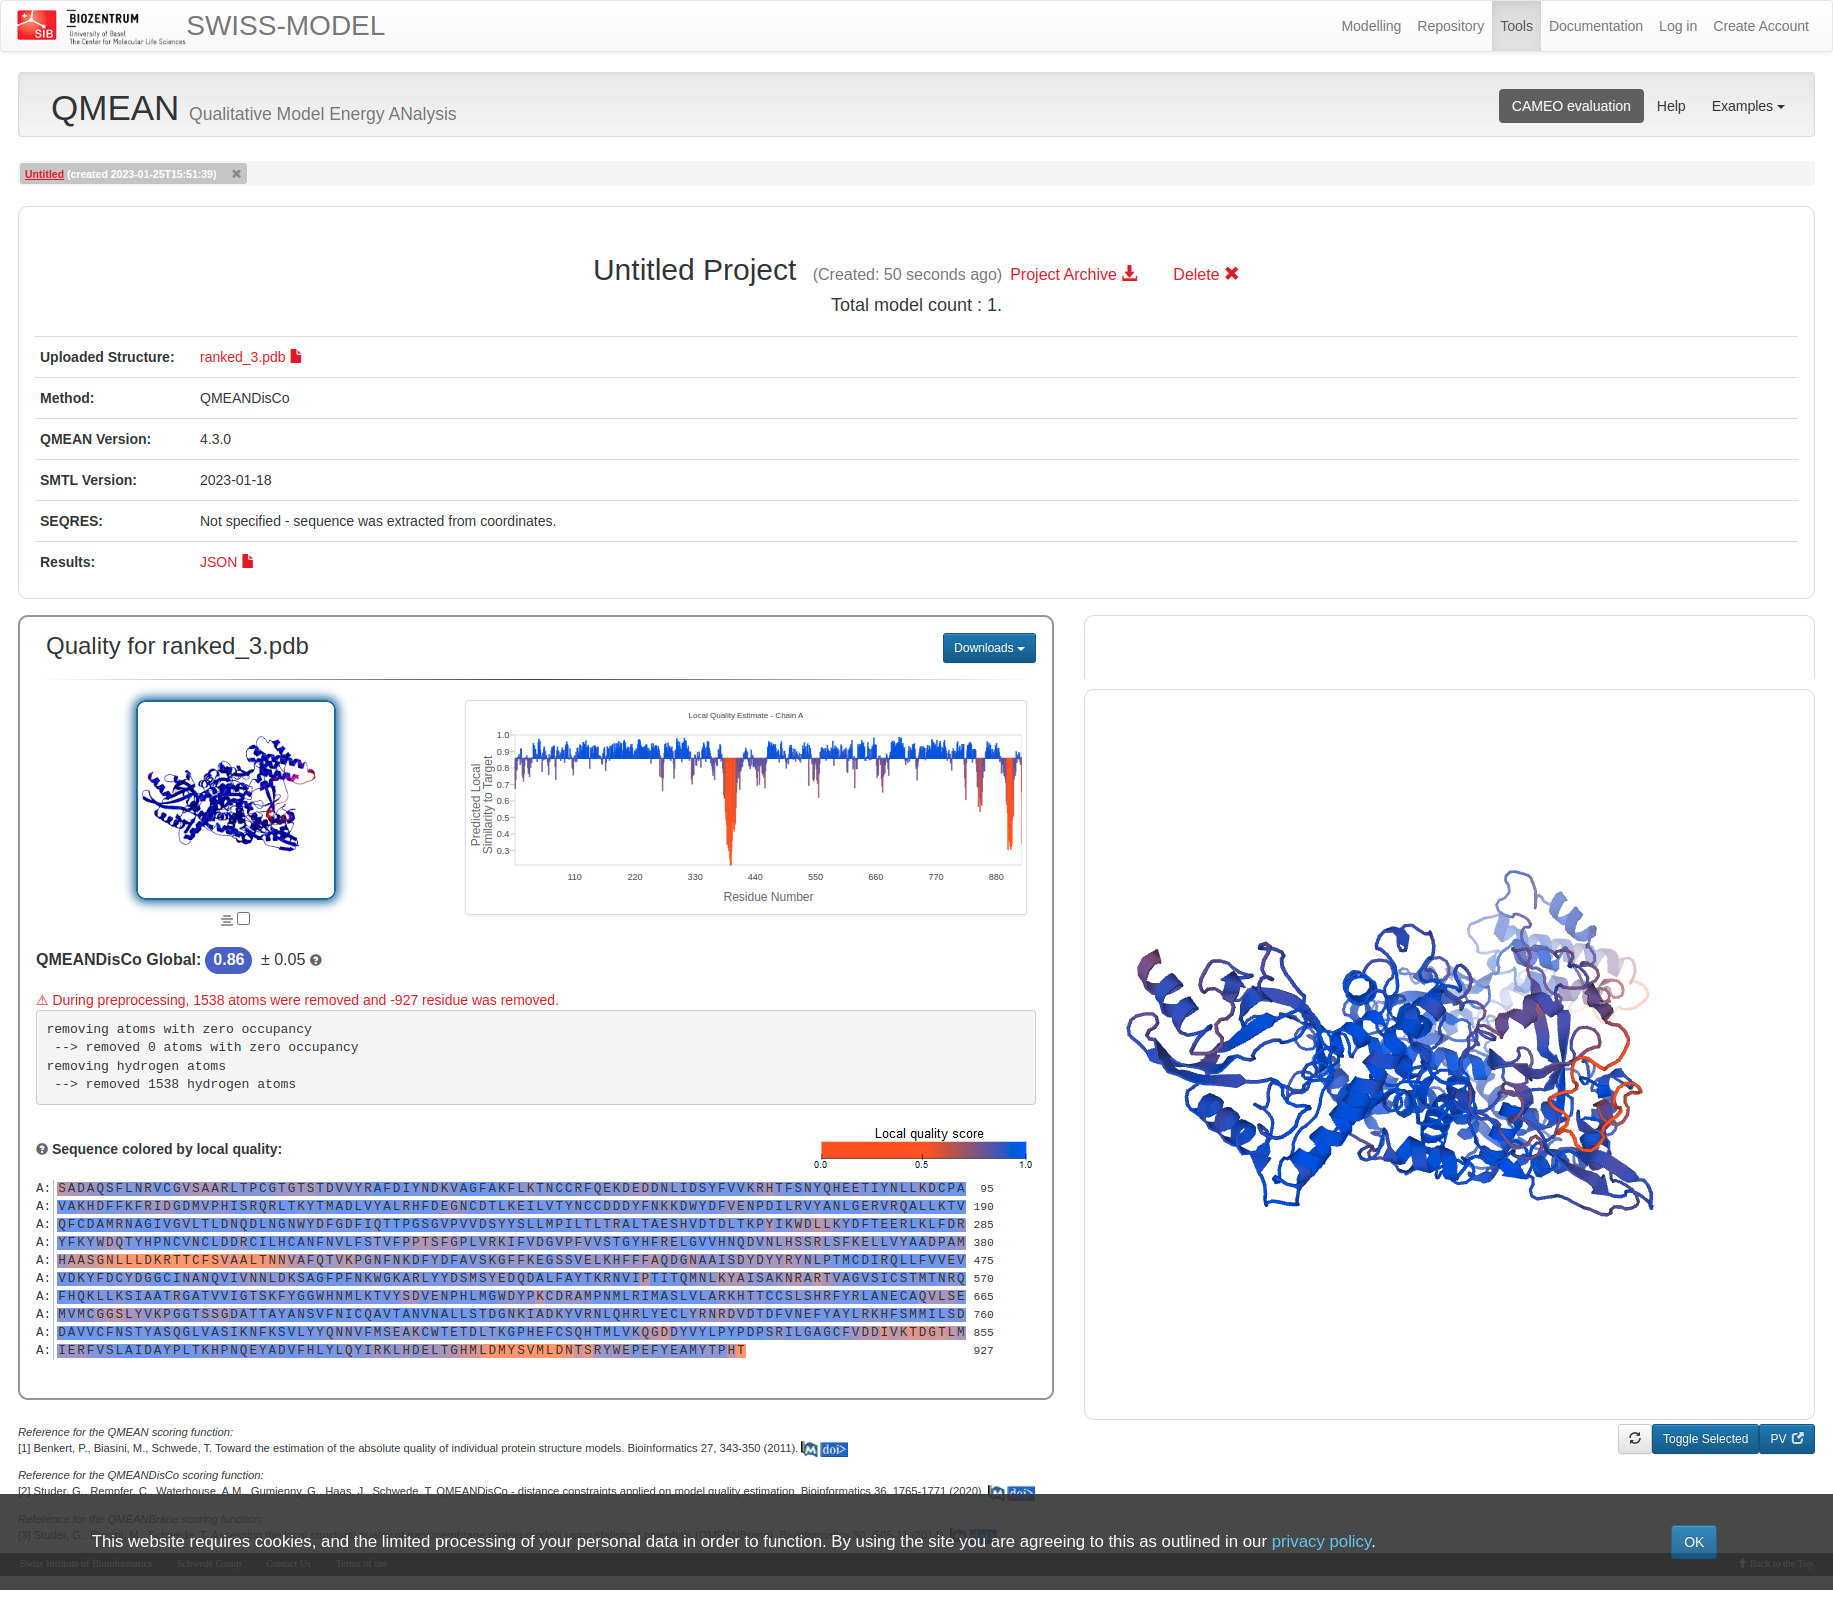 SIB
BIOZENTRUM
University of Basel
The Center for Molecular Life Sciences
SWISS-MODEL
Modelling Repository Tools Documentation Log in Create Account
QMEAN Qualitative Model Energy ANalysis
CAMEO evaluation Help Examples
Untitled (created 2023-01-25T15:51:39) ✖
Untitled Project (Created: 50 seconds ago) Project Archive Delete ✖
Total model count : 1.
Uploaded Structure: ranked_3.pdb
Method: QMEANDisCo
QMEAN Version: 4.3.0
SMTL Version: 2023-01-18
SEQRES: Not specified - sequence was extracted from coordinates.
Results: JSON
Quality for ranked_3.pdb
Downloads
Local Quality Estimate - Chain A
Predicted Local
Similarity to Target
1.0
0.9
0.8
0.7
0.6
0.5
0.4
0.3
110 220 330 440 550 660 770 880
Residue Number
QMEANDisCo Global: 0.86 ± 0.05
⚠ During preprocessing, 1538 atoms were removed and -927 residue was removed.
removing atoms with zero occupancy
--> removed 0 atoms with zero occupancy
removing hydrogen atoms
--> removed 1538 hydrogen atoms
Sequence colored by local quality:
Local quality score
0.0 0.5 1.0
A: SADAQSFLNRVCGVSAARLTPCGTGTSTDVVYRAFDIYNDKVAGFAKFLKTNCCRFQEKDEDDNLIDSYFVVKRHTFSNYQHEETIYNLLKDCPA 95
A: VAKHDFFKFRIDGDMVPHISRQRLTKYTMADLVYALRHFDEGNCDTLKEILVTYNCCDDDYFNKKDWYDFVENPDILRVYANLGERVRQALLKTV 190
A: QFCDAMRNAGIVGVLTLDNQDLNGNWYDFGDFIQTTPGSGVPVVDSYYSLLMPILTLTRALTAESHVDTDLTKPYIKWDLLKYDFTEERLKLFDR 285
A: YFKYWDQTYHPNCVNCLDDRCILHCANFNVLFSTVFPPTSFGPLVRKIFVDGVPFVVSTGYHFRELGVVHNQDVNLHSSRLSFKELLVYAADPAM 380
A: HAASGNLLLDKRTTCFSVAALTNNVAFQTVKPGNFNKDFYDFAVSKGFFKEGSSVELKHFFFAQDGNAAISDYDYYRYNLPTMCDIRQLLFVVEV 475
A: VDKYFDCYDGGCINANQVIVNNLDKSAGFPFNKWGKARLYYDSMSYEDQDALFAYTKRNVIPTITQMNLKYAISAKNRARTVAGVSICSTMTNRQ 570
A: FHQKLLKSIAATRGATVVIGTSKFYGGWHNMLKTVYSDVENPHLMGWDYPKCDRAMPNMLRIMASLVLARKHTTCCSLSHRFYRLANECAQVLSE 665
A: MVMCGGSLYVKPGGTSSGDATTAYANSVFNICQAVTANVNALLSTDGNKIADKYVRNLQHRLYECLYRNRDVDTDFVNEFYAYLRKHFSMMILSD 760
A: DAVVCFNSTYASQGLVASIKNFKSVLYYQNNVFMSEAKCWTETDLTKGPHEFCSQHTMLVKQGDDYVYLPYPDPSRILGAGCFVDDIVKTDGTLM 855
A: IERFVSLAIDAYPLTKHPNQEYADVFHLYLQYIRKLHDELTGHMLDMYSVMLDNTSRYWEPEFYEAMYTPHT 927
Toggle Selected PV
Reference for the QMEAN scoring function:
[1] Benkert, P., Biasini, M., Schwede, T. Toward the estimation of the absolute quality of individual protein structure models. Bioinformatics 27, 343-350 (2011). doi>
Reference for the QMEANDisCo scoring function:
[2] Studer, G., Rempfer, C., Waterhouse, A.M., Gumienny, G., Haas, J., Schwede, T. QMEANDisCo - distance constraints applied on model quality estimation. Bioinformatics 36, 1765-1771 (2020). doi>
Reference for the QMEANBrane scoring function:
This website requires cookies, and the limited processing of your personal data in order to function. By using the site you are agreeing to this as outlined in our privacy policy.
OK
Swiss Institute of Bioinformatics Schwede Group Contact Us Terms of use Back to the Top